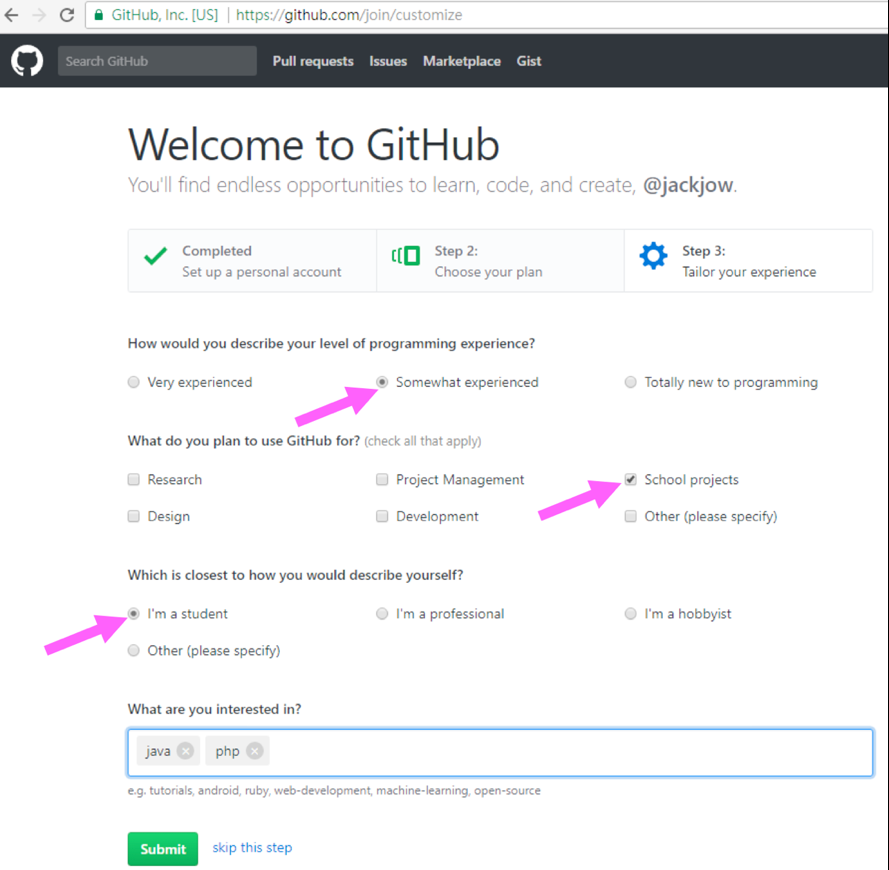 GitHub, Inc. [US] | https://github.com/join/customize
Search GitHub Pull requests Issues Marketplace Gist
Welcome to GitHub
You'll find endless opportunities to learn, code, and create, @jackjow.
Completed Step 2: Step 3:
Set up a personal account Choose your plan Tailor your experience
How would you describe your level of programming experience?
Very experienced Somewhat experienced Totally new to programming
What do you plan to use GitHub for? (check all that apply)
Research Project Management School projects
Design Development Other (please specify)
Which is closest to how you would describe yourself?
I'm a student I'm a professional I'm a hobbyist
Other (please specify)
What are you interested in?
java php
e.g. tutorials, android, ruby, web-development, machine-learning, open-source
Submit skip this step